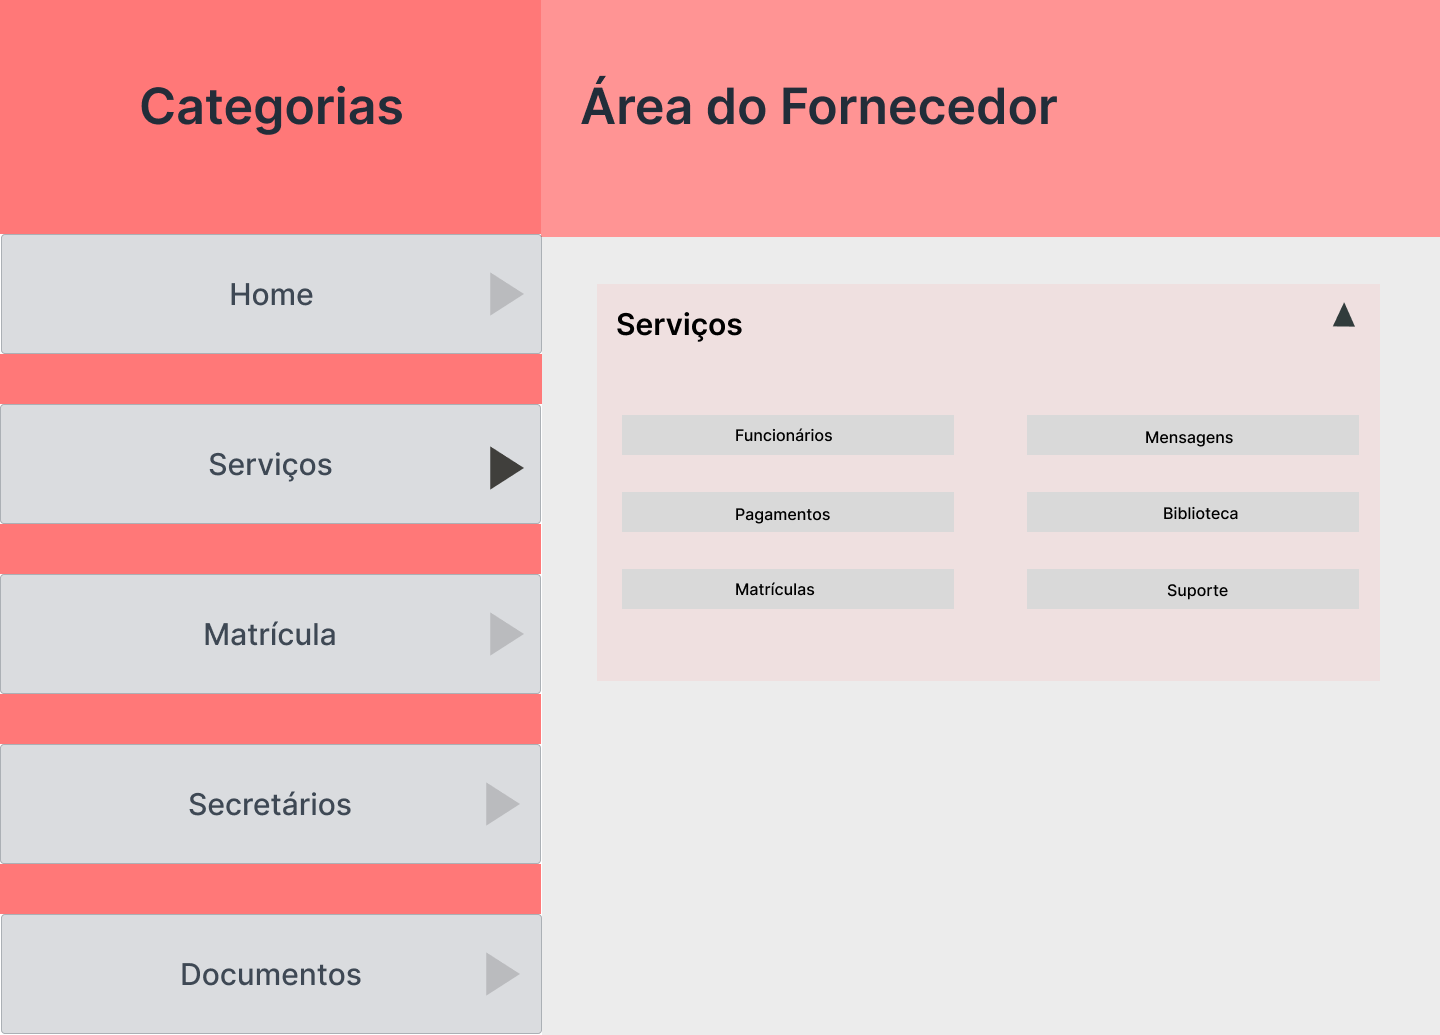 Categorias
Área do Fornecedor
Home
Serviços
Matrícula
Secretários
Documentos
Serviços
Funcionários
Mensagens
Pagamentos
Biblioteca
Matrículas
Suporte